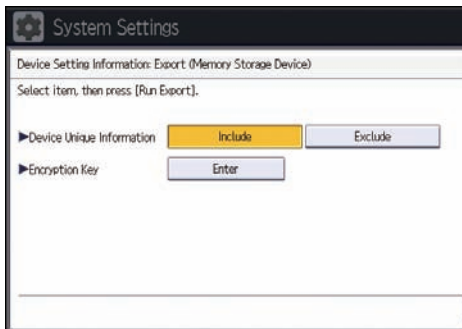 System Settings
Device Setting Information: Export (Memory Storage Device)
Select item, then press [Run Export].
►Device Unique Information Include Exclude
►Encryption Key Enter